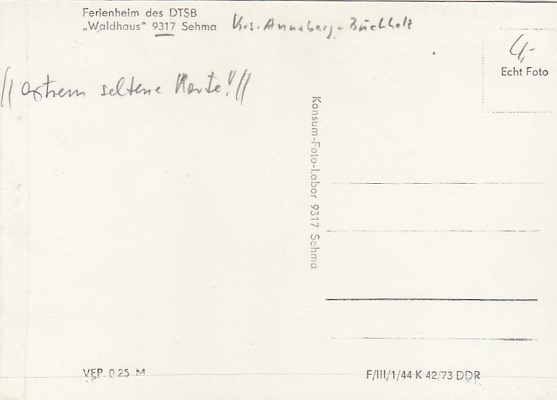 Ferienheim des DTSB
„Waldhaus" 9317 Sehma Krs. Annaberg-Buchholz
4,-
Echt Foto
// extrem seltene Karte! //
Konsum-Foto-Labor 9317 Sehma
VEP 0 25 M
F/III/1/44 K 42/73 DDR